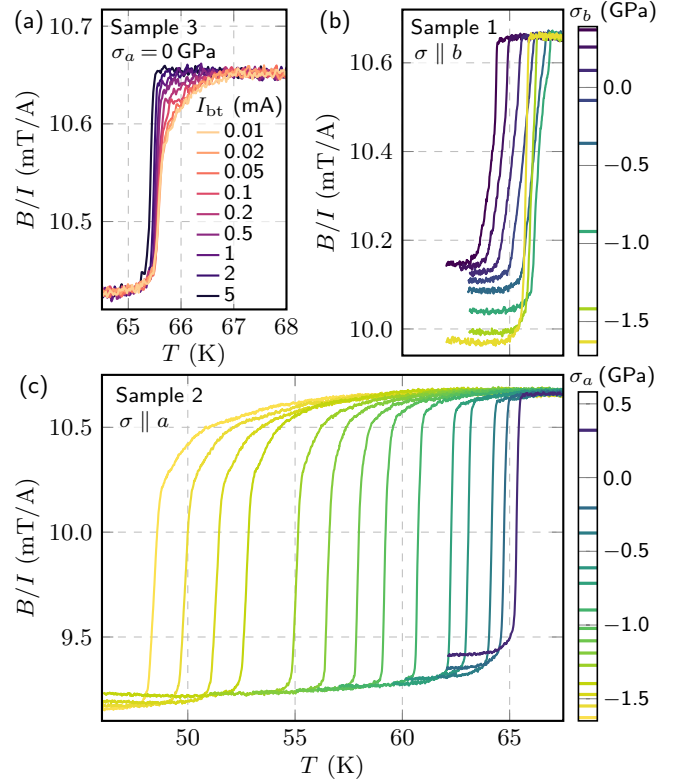 (a)
Sample 3
σₐ = 0 GPa
I_bt (mA)
0.01
0.02
0.05
0.1
0.2
0.5
1
2
5
10.7
10.6
10.5
B/I (mT/A)
65 66 67 68
T (K)
(b)
Sample 1
σ ∥ b
10.6
10.4
10.2
10.0
B/I (mT/A)
65
σ_b (GPa)
0.0
−0.5
−1.0
−1.5
(c)
Sample 2
σ ∥ a
10.5
10.0
9.5
B/I (mT/A)
50 55 60 65
T (K)
σₐ (GPa)
0.5
0.0
−0.5
−1.0
−1.5